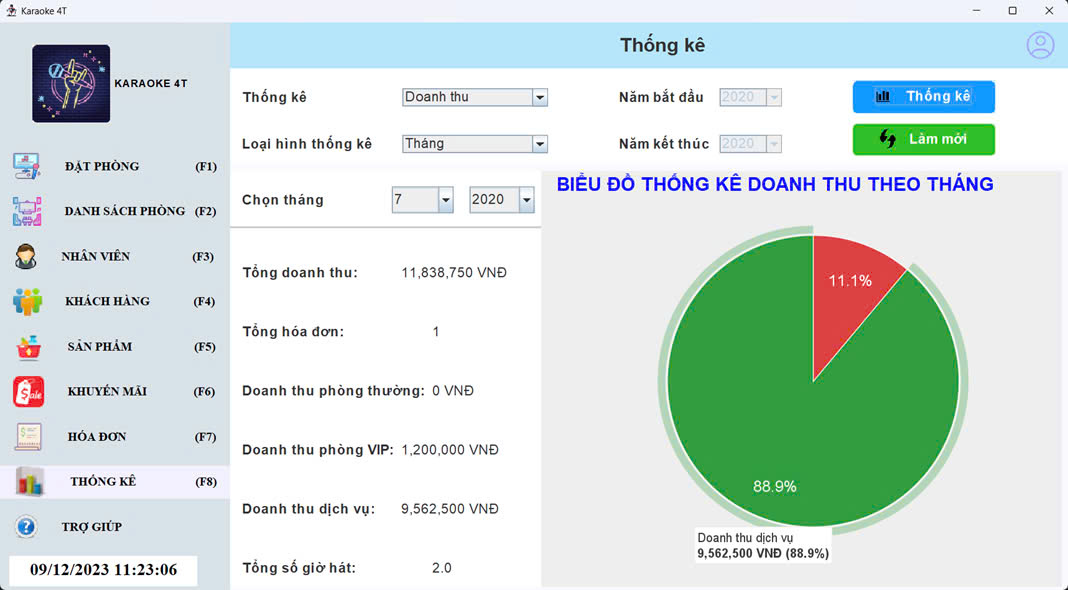 Karaoke 4T
KARAOKE 4T
ĐẶT PHÒNG (F1)
DANH SÁCH PHÒNG (F2)
NHÂN VIÊN (F3)
KHÁCH HÀNG (F4)
SẢN PHẨM (F5)
KHUYẾN MÃI (F6)
HÓA ĐƠN (F7)
THỐNG KÊ (F8)
TRỢ GIÚP
09/12/2023 11:23:06
Thống kê
Thống kê Doanh thu Năm bắt đầu 2020 Thống kê
Loại hình thống kê Tháng Năm kết thúc 2020 Làm mới
Chọn tháng 7 2020
Tổng doanh thu: 11,838,750 VNĐ
Tổng hóa đơn: 1
Doanh thu phòng thường: 0 VNĐ
Doanh thu phòng VIP: 1,200,000 VNĐ
Doanh thu dịch vụ: 9,562,500 VNĐ
Tổng số giờ hát: 2.0
BIỂU ĐỒ THỐNG KÊ DOANH THU THEO THÁNG
11.1%
88.9%
Doanh thu dịch vụ
9,562,500 VNĐ (88.9%)